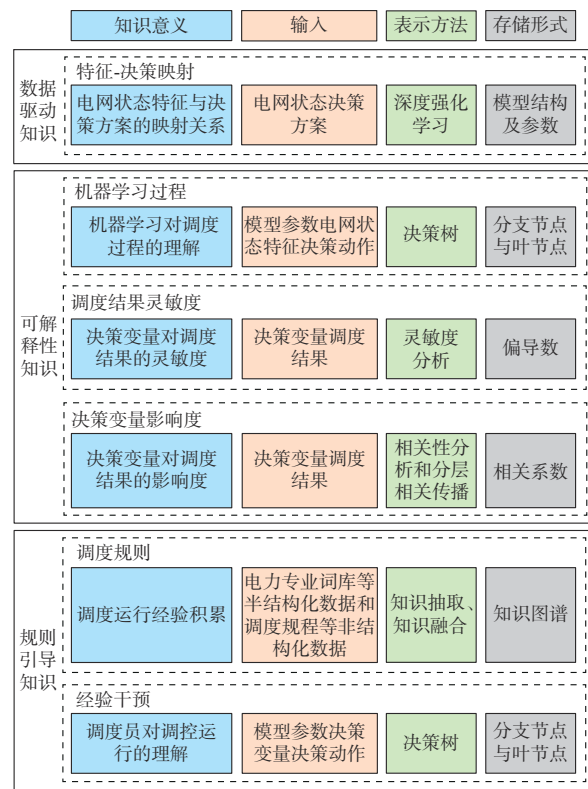 知识意义
输入
表示方法
存储形式
数据
驱动
知识
特征-决策映射
电网状态特征与决
策方案的映射关系
电网状态决策
方案
深度强化
学习
模型结构
及参数
可解
释性
知识
机器学习过程
机器学习对调度
过程的理解
模型参数电网状
态特征决策动作
决策树
分支节点
与叶节点
调度结果灵敏度
决策变量对调度
结果的灵敏度
决策变量调度
结果
灵敏度
分析
偏导数
决策变量影响度
决策变量对调度
结果的影响度
决策变量调度
结果
相关性分
析和分层
相关传播
相关系数
规则
引导
知识
调度规则
调度运行经验积累
电力专业词库等
半结构化数据和
调度规程等非结
构化数据
知识抽取、
知识融合
知识图谱
经验干预
调度员对调控运
行的理解
模型参数决策
变量决策动作
决策树
分支节点
与叶节点